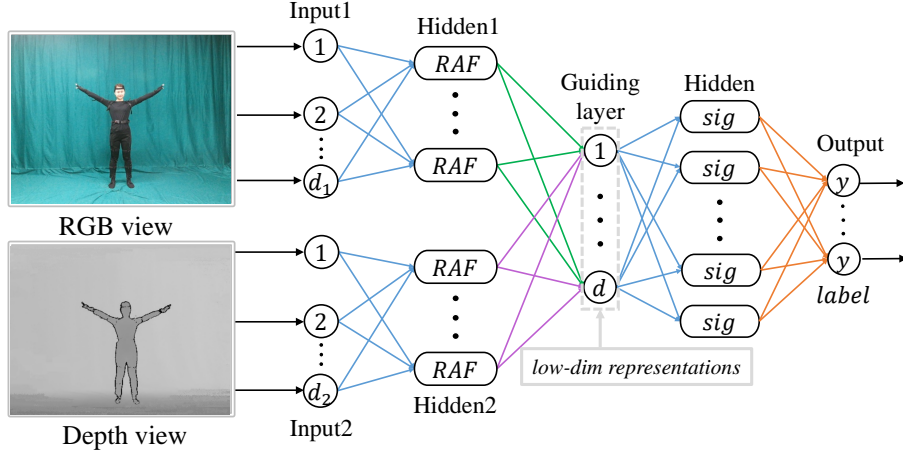 Input1
Hidden1
1
RAF
2
RAF
d₁
RGB view
Guiding
layer
1
d
Hidden
sig
sig
sig
sig
Output
y
y
label
1
RAF
2
RAF
d₂
Hidden2
Input2
Depth view
low-dim representations